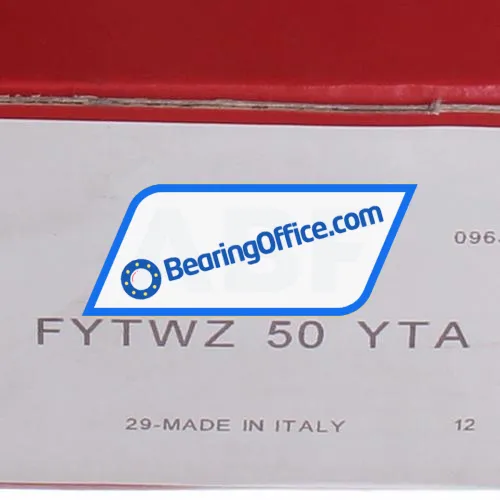 096
BearingOffice.com
FYTWZ 50 YTA
29-MADE IN ITALY 12